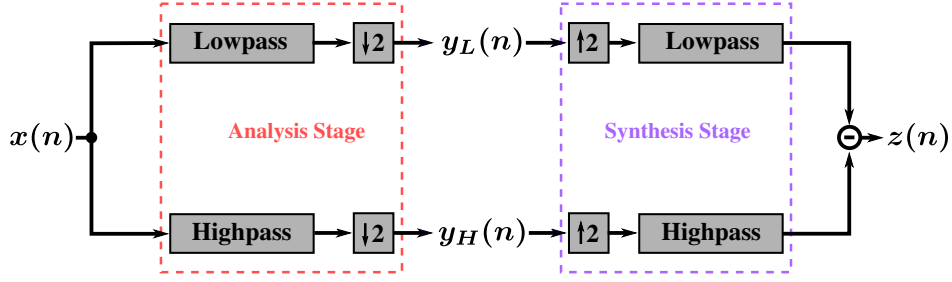 Lowpass
↓2
y_L(n)
↑2
Lowpass
x(n)
Analysis Stage
Synthesis Stage
−
z(n)
Highpass
↓2
y_H(n)
↑2
Highpass